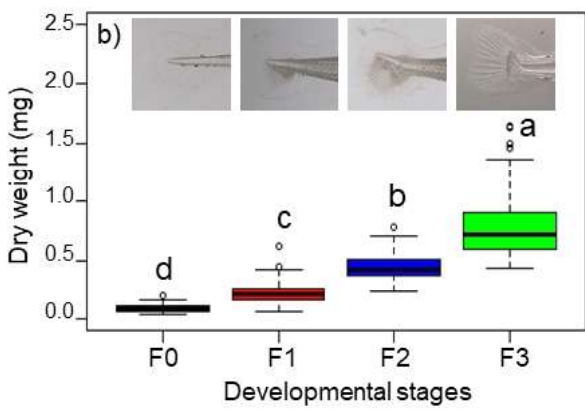 b)
2.5
2.0
1.5
1.0
0.5
0.0
Dry weight (mg)
d
c
b
a
F0 F1 F2 F3
Developmental stages